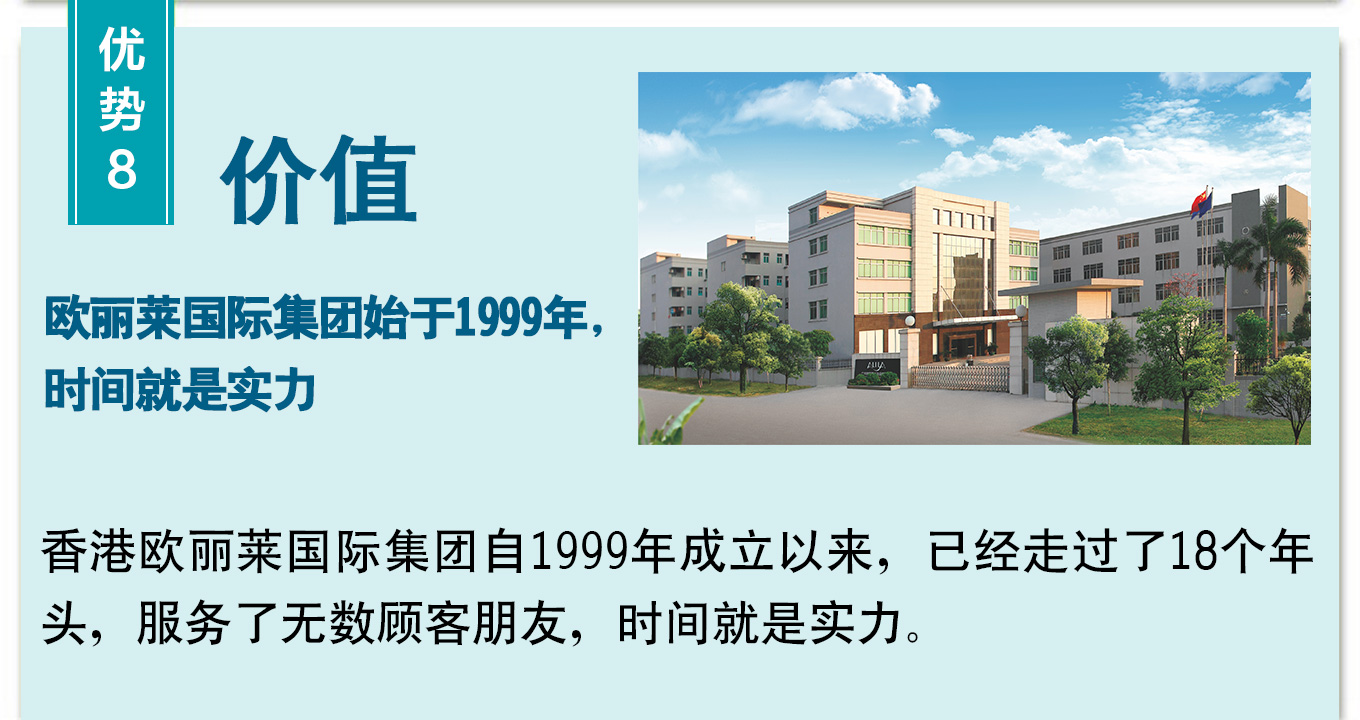 优
势
8
价值
欧丽莱国际集团始于1999年，
时间就是实力
香港欧丽莱国际集团自1999年成立以来，已经走过了18个年
头，服务了无数顾客朋友，时间就是实力。